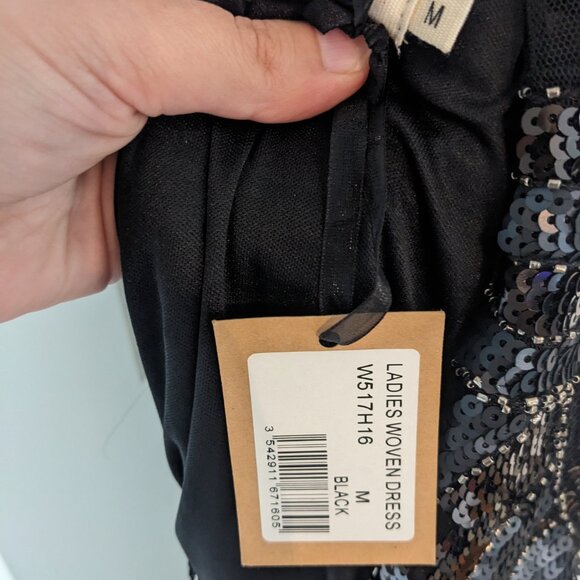 M
LADIES WOVEN DRESS
W517H16
M
BLACK
3 542911 671605